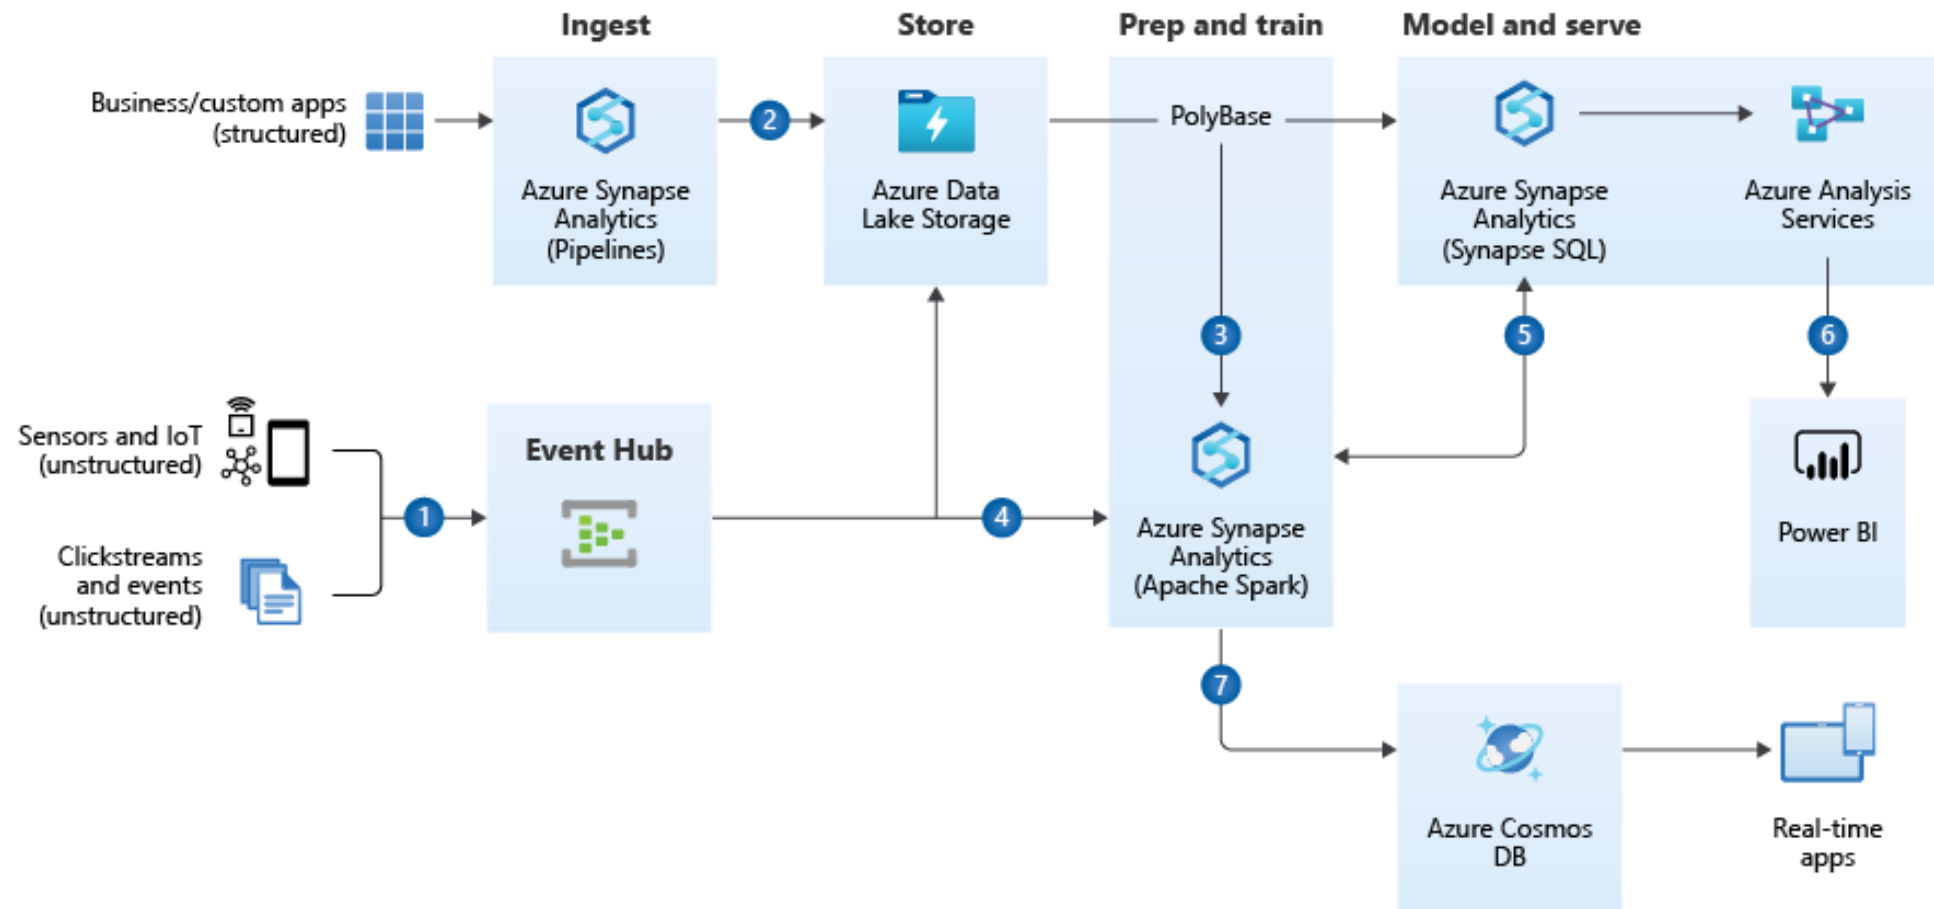 Ingest
Store
Prep and train
Model and serve
Business/custom apps
(structured)
Azure Synapse
Analytics
(Pipelines)
2
Azure Data
Lake Storage
PolyBase
Azure Synapse
Analytics
(Synapse SQL)
Azure Analysis
Services
3
5
6
Sensors and IoT
(unstructured)
Clickstreams
and events
(unstructured)
1
Event Hub
4
Azure Synapse
Analytics
(Apache Spark)
Power BI
7
Azure Cosmos
DB
Real-time
apps